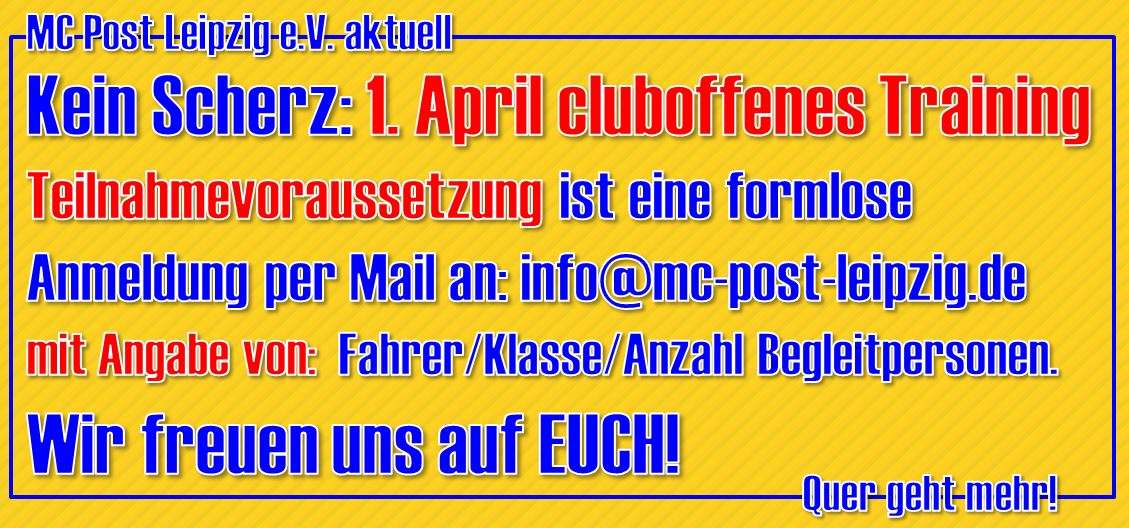 MC Post Leipzig e.V. aktuell
Kein Scherz: 1. April cluboffenes Training
Teilnahmevoraussetzung ist eine formlose
Anmeldung per Mail an: info@mc-post-leipzig.de
mit Angabe von: Fahrer/Klasse/Anzahl Begleitpersonen.
Wir freuen uns auf EUCH!
Quer geht mehr!